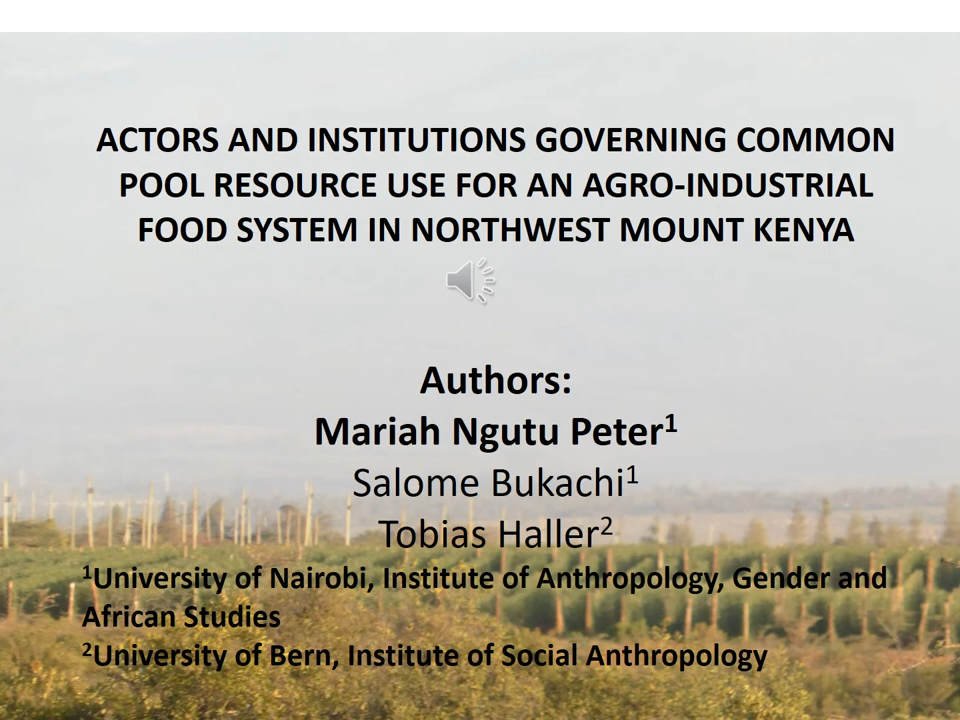 ACTORS AND INSTITUTIONS GOVERNING COMMON
POOL RESOURCE USE FOR AN AGRO-INDUSTRIAL
FOOD SYSTEM IN NORTHWEST MOUNT KENYA
Authors:
Mariah Ngutu Peter¹
Salome Bukachi¹
Tobias Haller²
¹University of Nairobi, Institute of Anthropology, Gender and
African Studies
²University of Bern, Institute of Social Anthropology